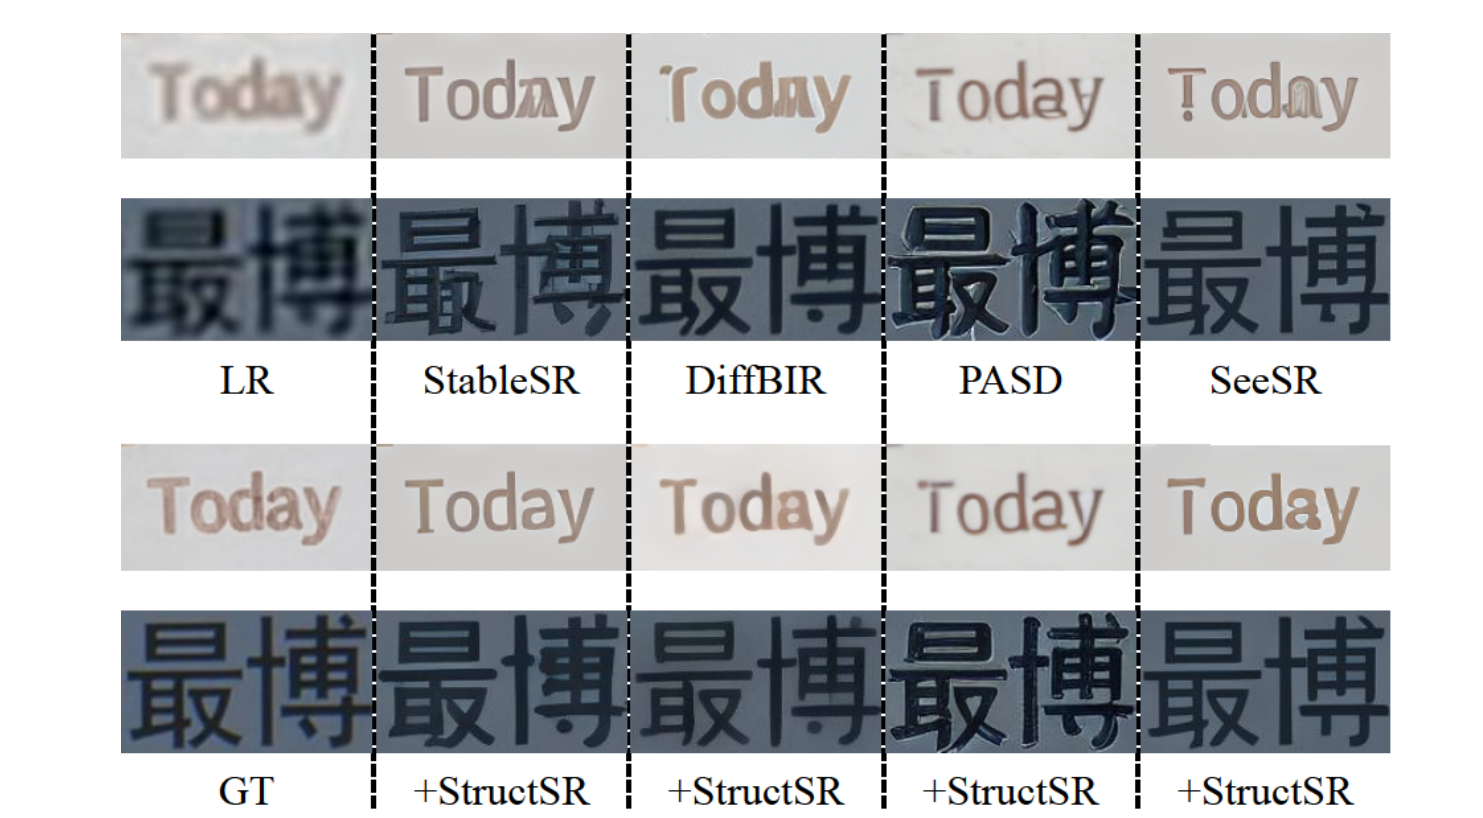 Today Today Today Today Today
最博 最博 最博 最博 最博
LR StableSR DiffBIR PASD SeeSR
Today Today Today Today Today
最博 最博 最博 最博 最博
GT +StructSR +StructSR +StructSR +StructSR